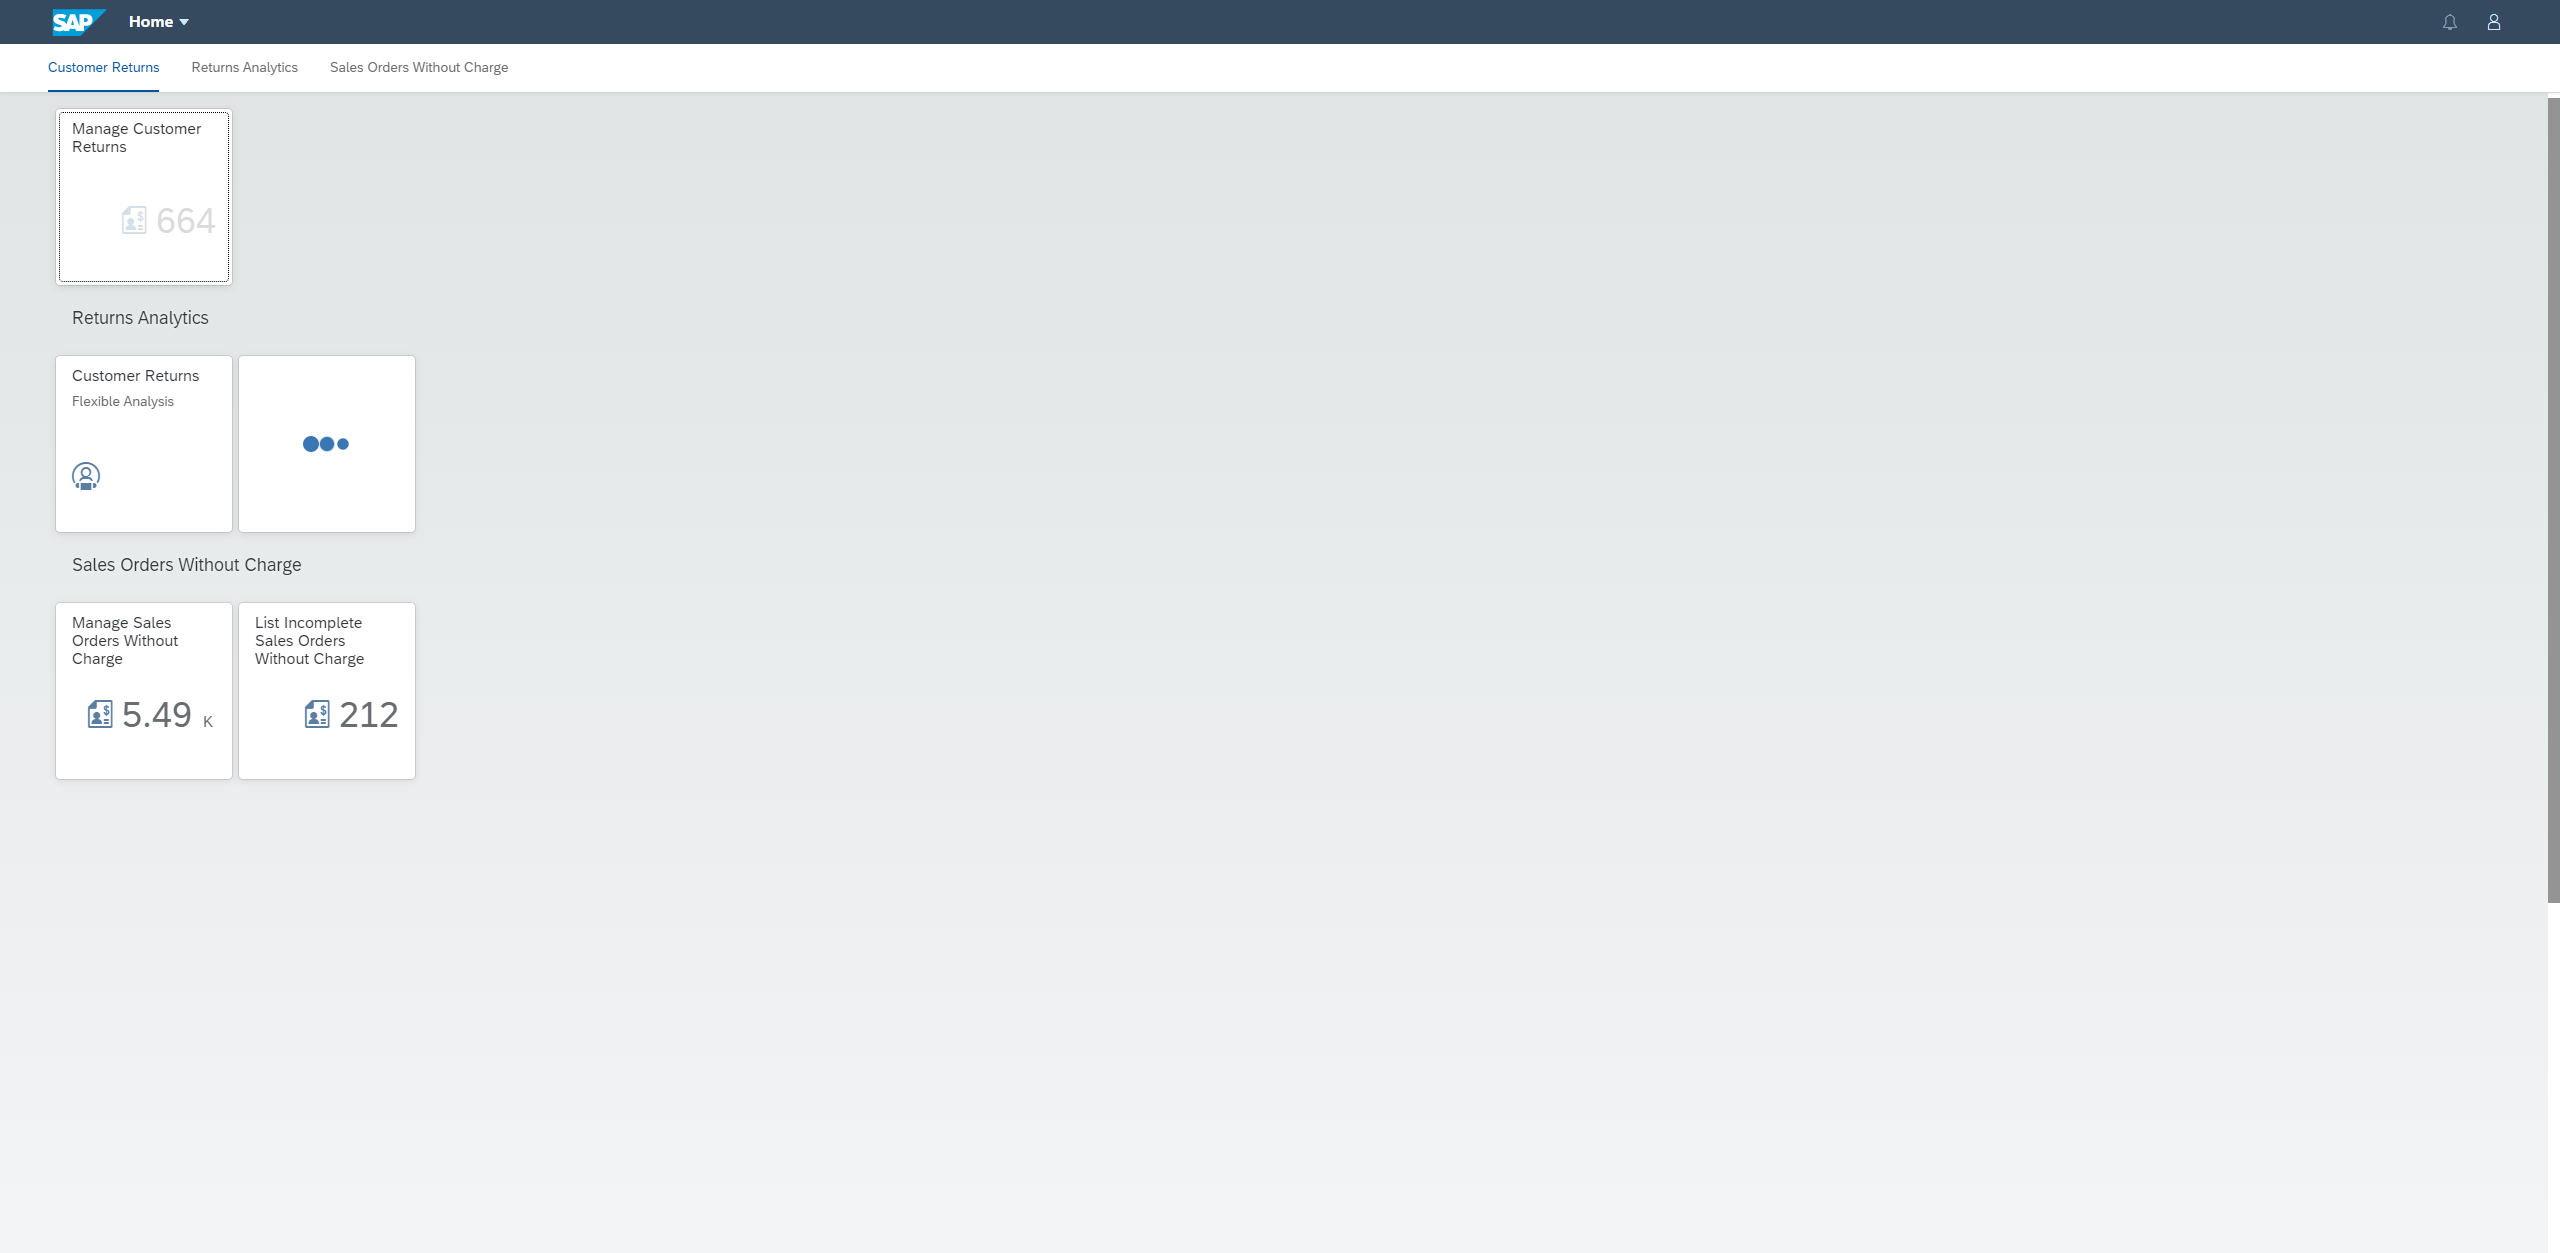 SAP Home
Customer Returns Returns Analytics Sales Orders Without Charge
Manage Customer
Returns
664
Returns Analytics
Customer Returns
Flexible Analysis
Sales Orders Without Charge
Manage Sales
Orders Without
Charge
5.49 K
List Incomplete
Sales Orders
Without Charge
212